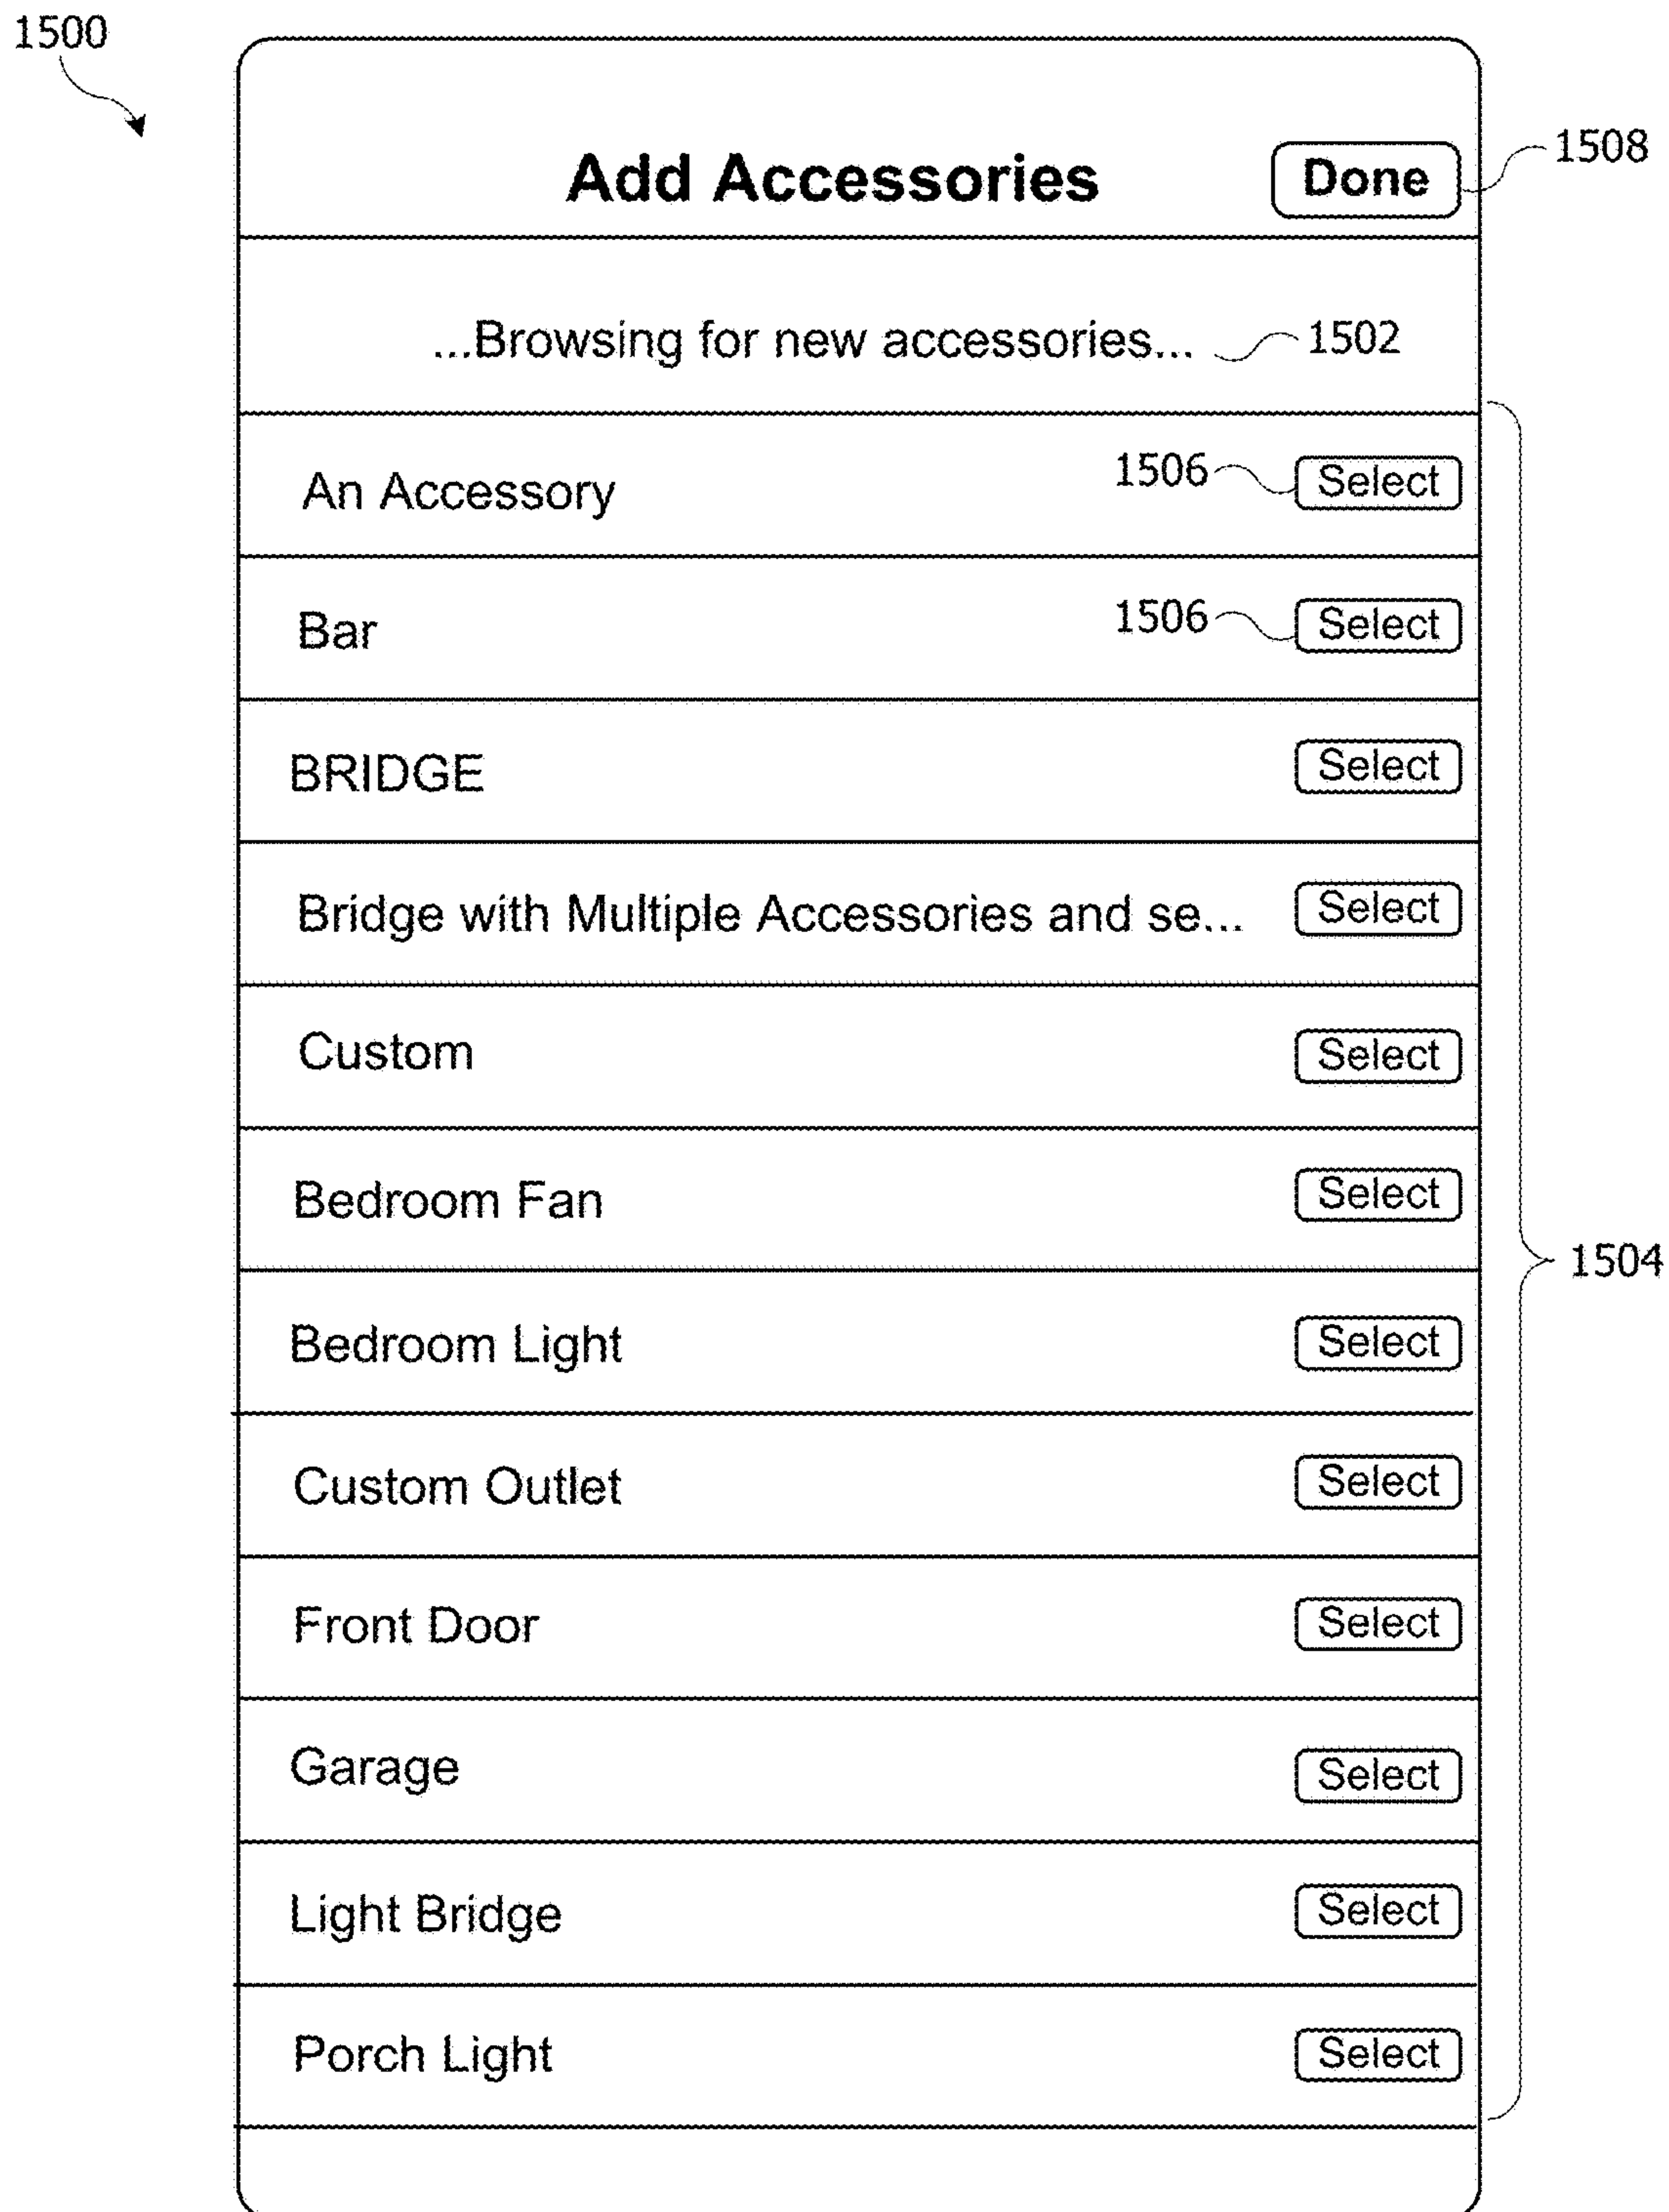 1500
Add Accessories Done 1508
...Browsing for new accessories... 1502
An Accessory 1506 Select
Bar 1506 Select
BRIDGE Select
Bridge with Multiple Accessories and se... Select
Custom Select
Bedroom Fan Select
1504
Bedroom Light Select
Custom Outlet Select
Front Door Select
Garage Select
Light Bridge Select
Porch Light Select